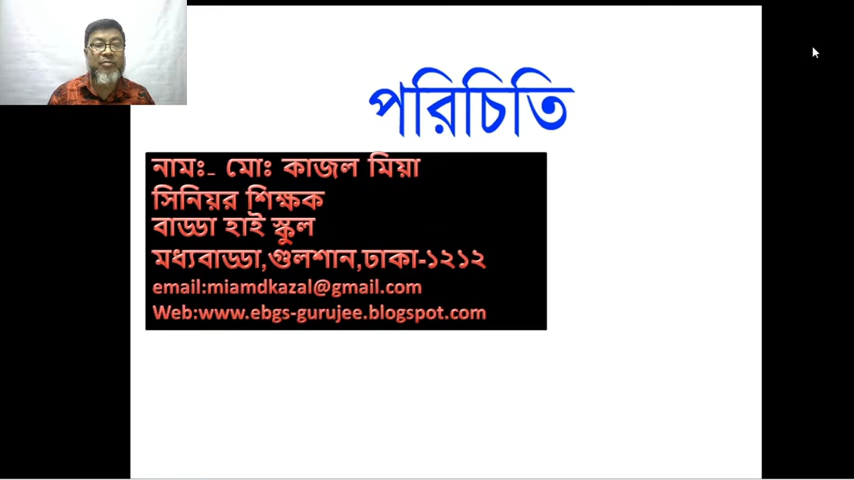 পরিচিতি
নামঃ- মোঃ কাজল মিয়া
সিনিয়র শিক্ষক
বাড্ডা হাই স্কুল
মধ্যবাড্ডা,গুলশান,ঢাকা-১২১২
email:miamdkazal@gmail.com
Web:www.ebgs-gurujee.blogspot.com